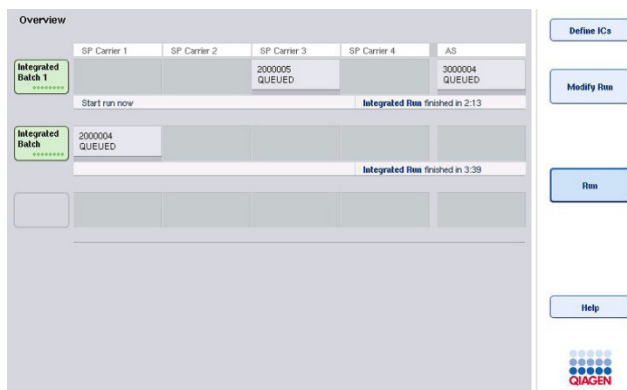 Overview
Define ICs
SP Carrier 1 SP Carrier 2 SP Carrier 3 SP Carrier 4 AS
Integrated
Batch 1
2000005
QUEUED
3000004
QUEUED
Modify Run
Start run now Integrated Run finished in 2:13
Integrated
Batch
2000004
QUEUED
Integrated Run finished in 3:39
Run
Help
QIAGEN